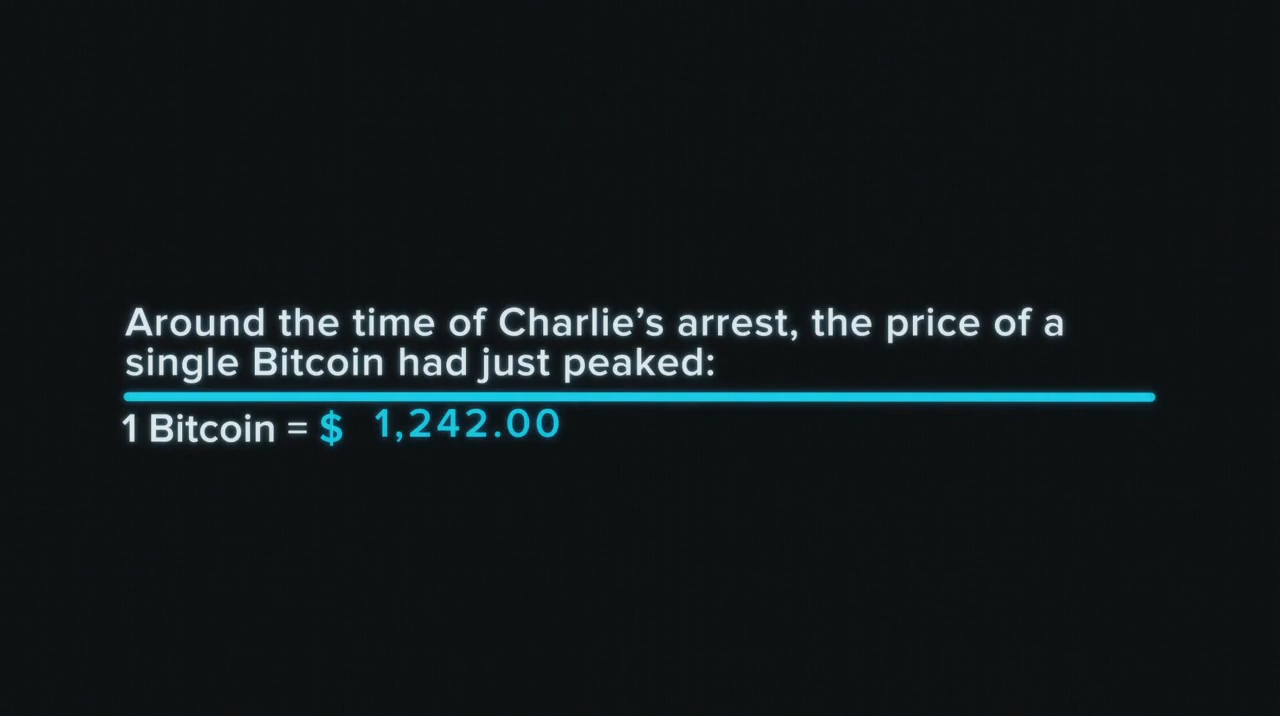 Around the time of Charlie’s arrest, the price of a
single Bitcoin had just peaked:
1 Bitcoin = $ 1,242.00